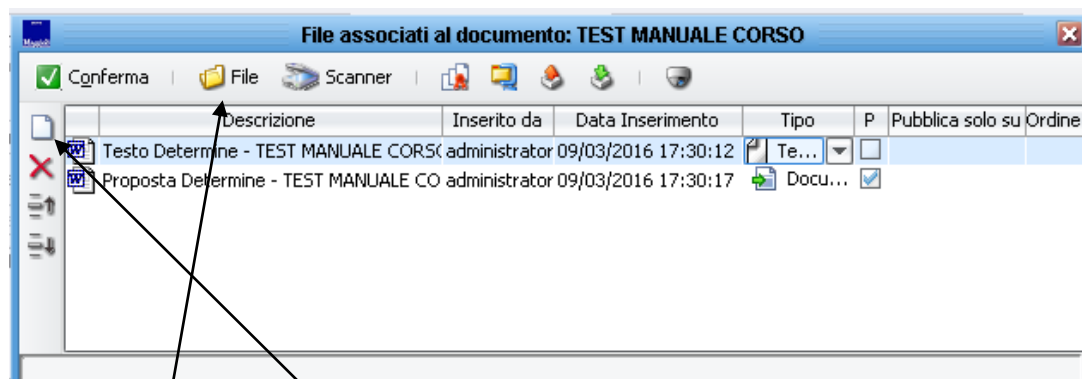 File associati al documento: TEST MANUALE CORSO
Conferma File Scanner
Descrizione Inserito da Data Inserimento Tipo P Pubblica solo su Ordine
Testo Determine - TEST MANUALE CORS administrator 09/03/2016 17:30:12 Te...
Proposta Determine - TEST MANUALE CO administrator 09/03/2016 17:30:17 Docu...